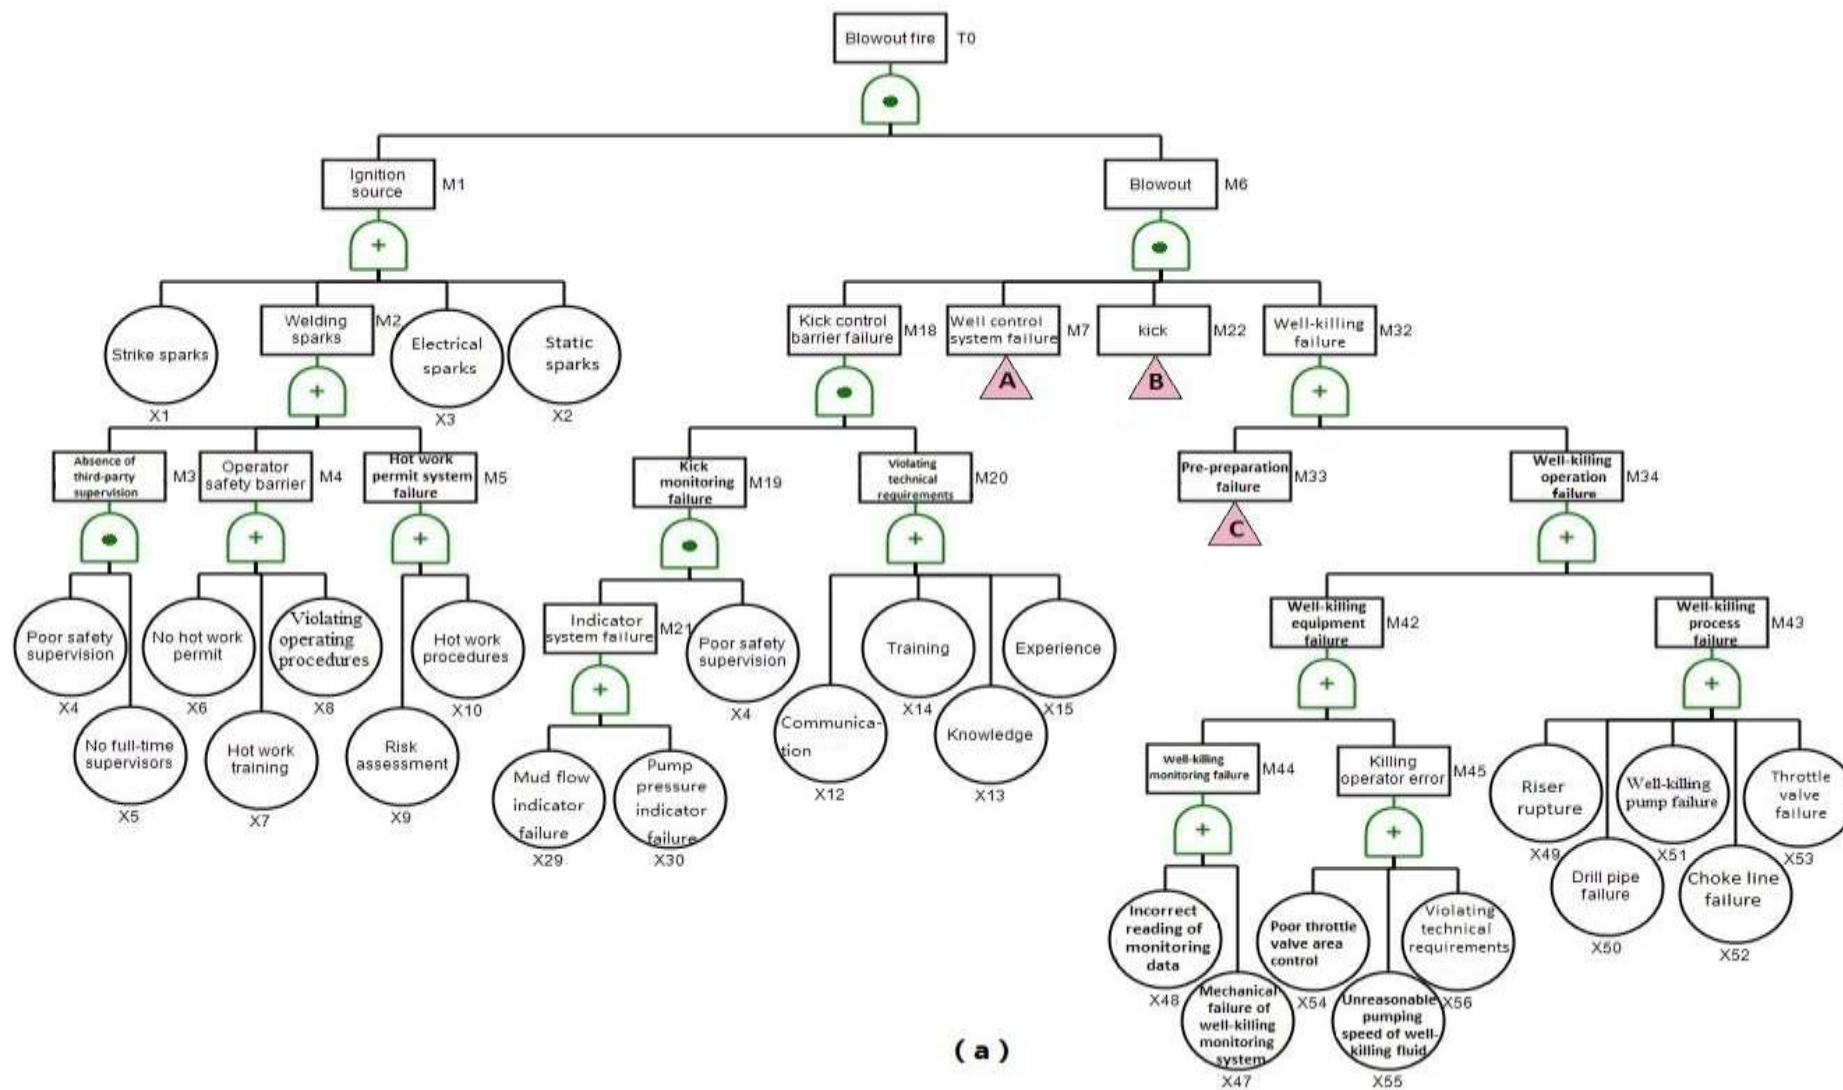 Blowout fire T0
Ignition
source
M1
Blowout M6
Strike sparks
X1
Welding
sparks
M2
Electrical
sparks
X3
Static
sparks
X2
Kick control
barrier failure
M18
Well control
system failure
M7
kick
M22
Well-killing
failure
M32
A
B
Absence of
third-party
supervision
M3
Operator
safety barrier
M4
Hot work
permit system
failure
M5
Kick
monitoring
failure
M19
Violating
technical
requirements
M20
Pre-preparation
failure
M33
C
Well-killing
operation
failure
M34
Poor safety
supervision
X4
No full-time
supervisors
X5
No hot work
permit
X6
Hot work
training
X7
Violating
operating
procedures
X8
Risk
assessment
X9
Hot work
procedures
X10
Indicator
system failure
M21
Poor safety
supervision
X4
Mud flow
indicator
failure
X29
Pump
pressure
indicator
failure
X30
Communica-
tion
X12
Training
X14
Knowledge
X13
Experience
X15
Well-killing
equipment
failure
M42
Well-killing
process
failure
M43
Well-killing
monitoring failure
M44
Killing
operator error
M45
Riser
rupture
X49
Drill pipe
failure
X50
Well-killing
pump failure
X51
Choke line
failure
X52
Throttle
valve
failure
X53
Incorrect
reading of
monitoring
data
X48
Mechanical
failure of
well-killing
monitoring
system
X47
Poor throttle
valve area
control
X54
Unreasonable
pumping
speed of well-
killing fluid
X55
Violating
technical
requirements
X56
( a )